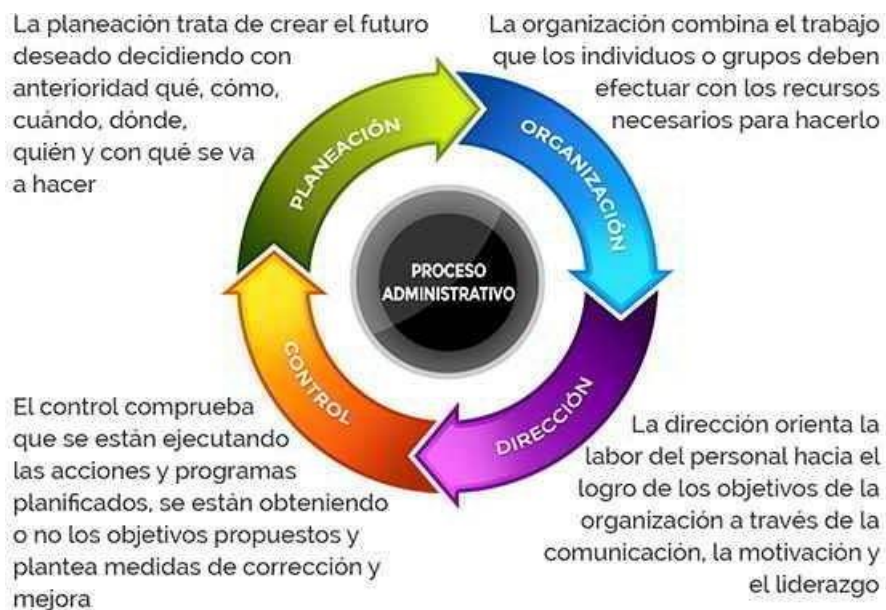 La planeación trata de crear el futuro
deseado decidiendo con
anterioridad qué, cómo,
cuándo, dónde,
quién y con qué se va
a hacer
La organización combina el trabajo
que los individuos o grupos deben
efectuar con los recursos
necesarios para hacerlo
PLANEACIÓN
ORGANIZACIÓN
PROCESO
ADMINISTRATIVO
CONTROL
DIRECCIÓN
El control comprueba
que se están ejecutando
las acciones y programas
planificados, se están obteniendo
o no los objetivos propuestos y
plantea medidas de corrección y
mejora
La dirección orienta la
labor del personal hacia el
logro de los objetivos de la
organización a través de la
comunicación, la motivación y
el liderazgo